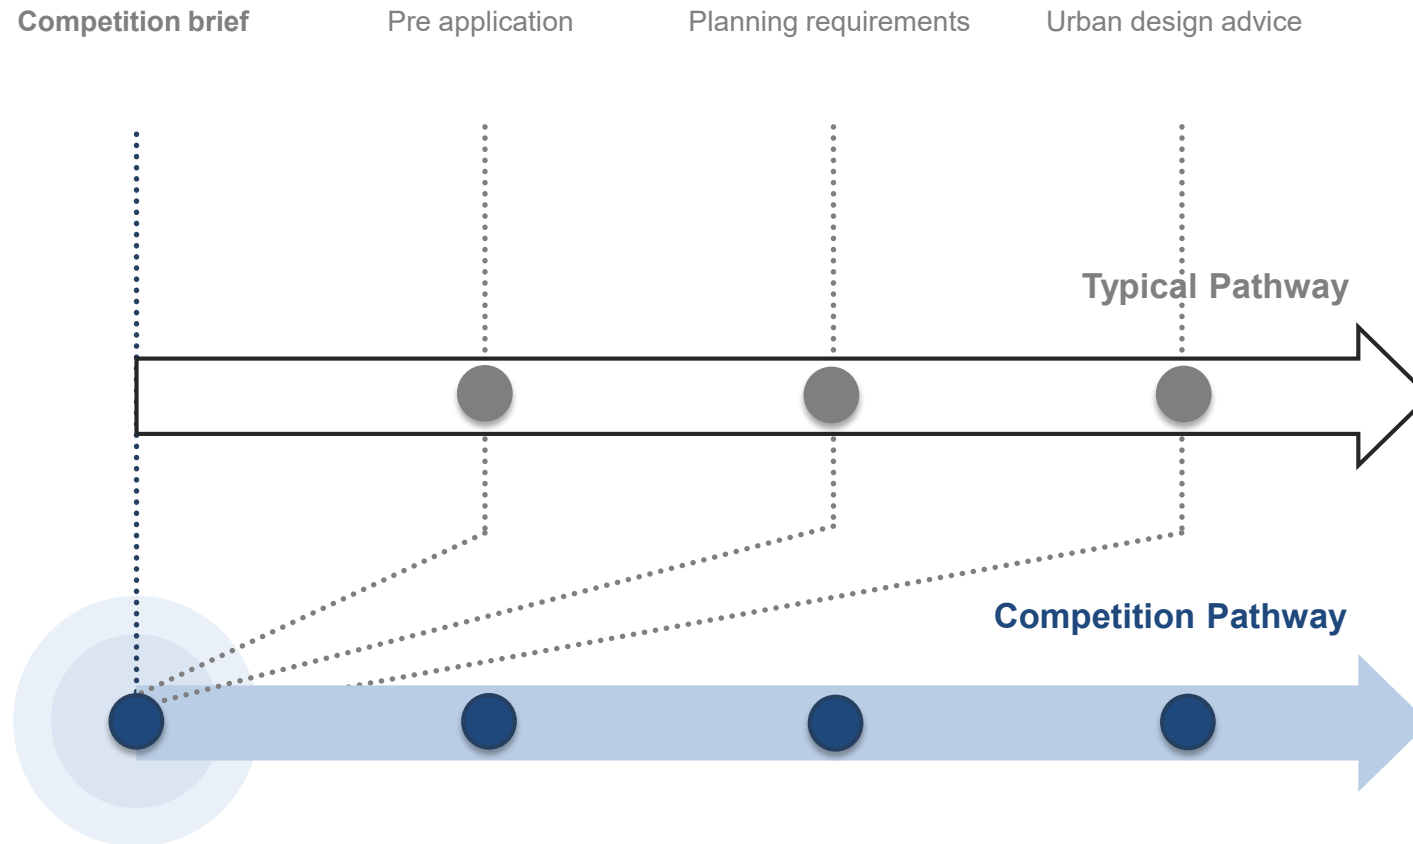 Competition brief
Pre application
Planning requirements
Urban design advice
Typical Pathway
Competition Pathway